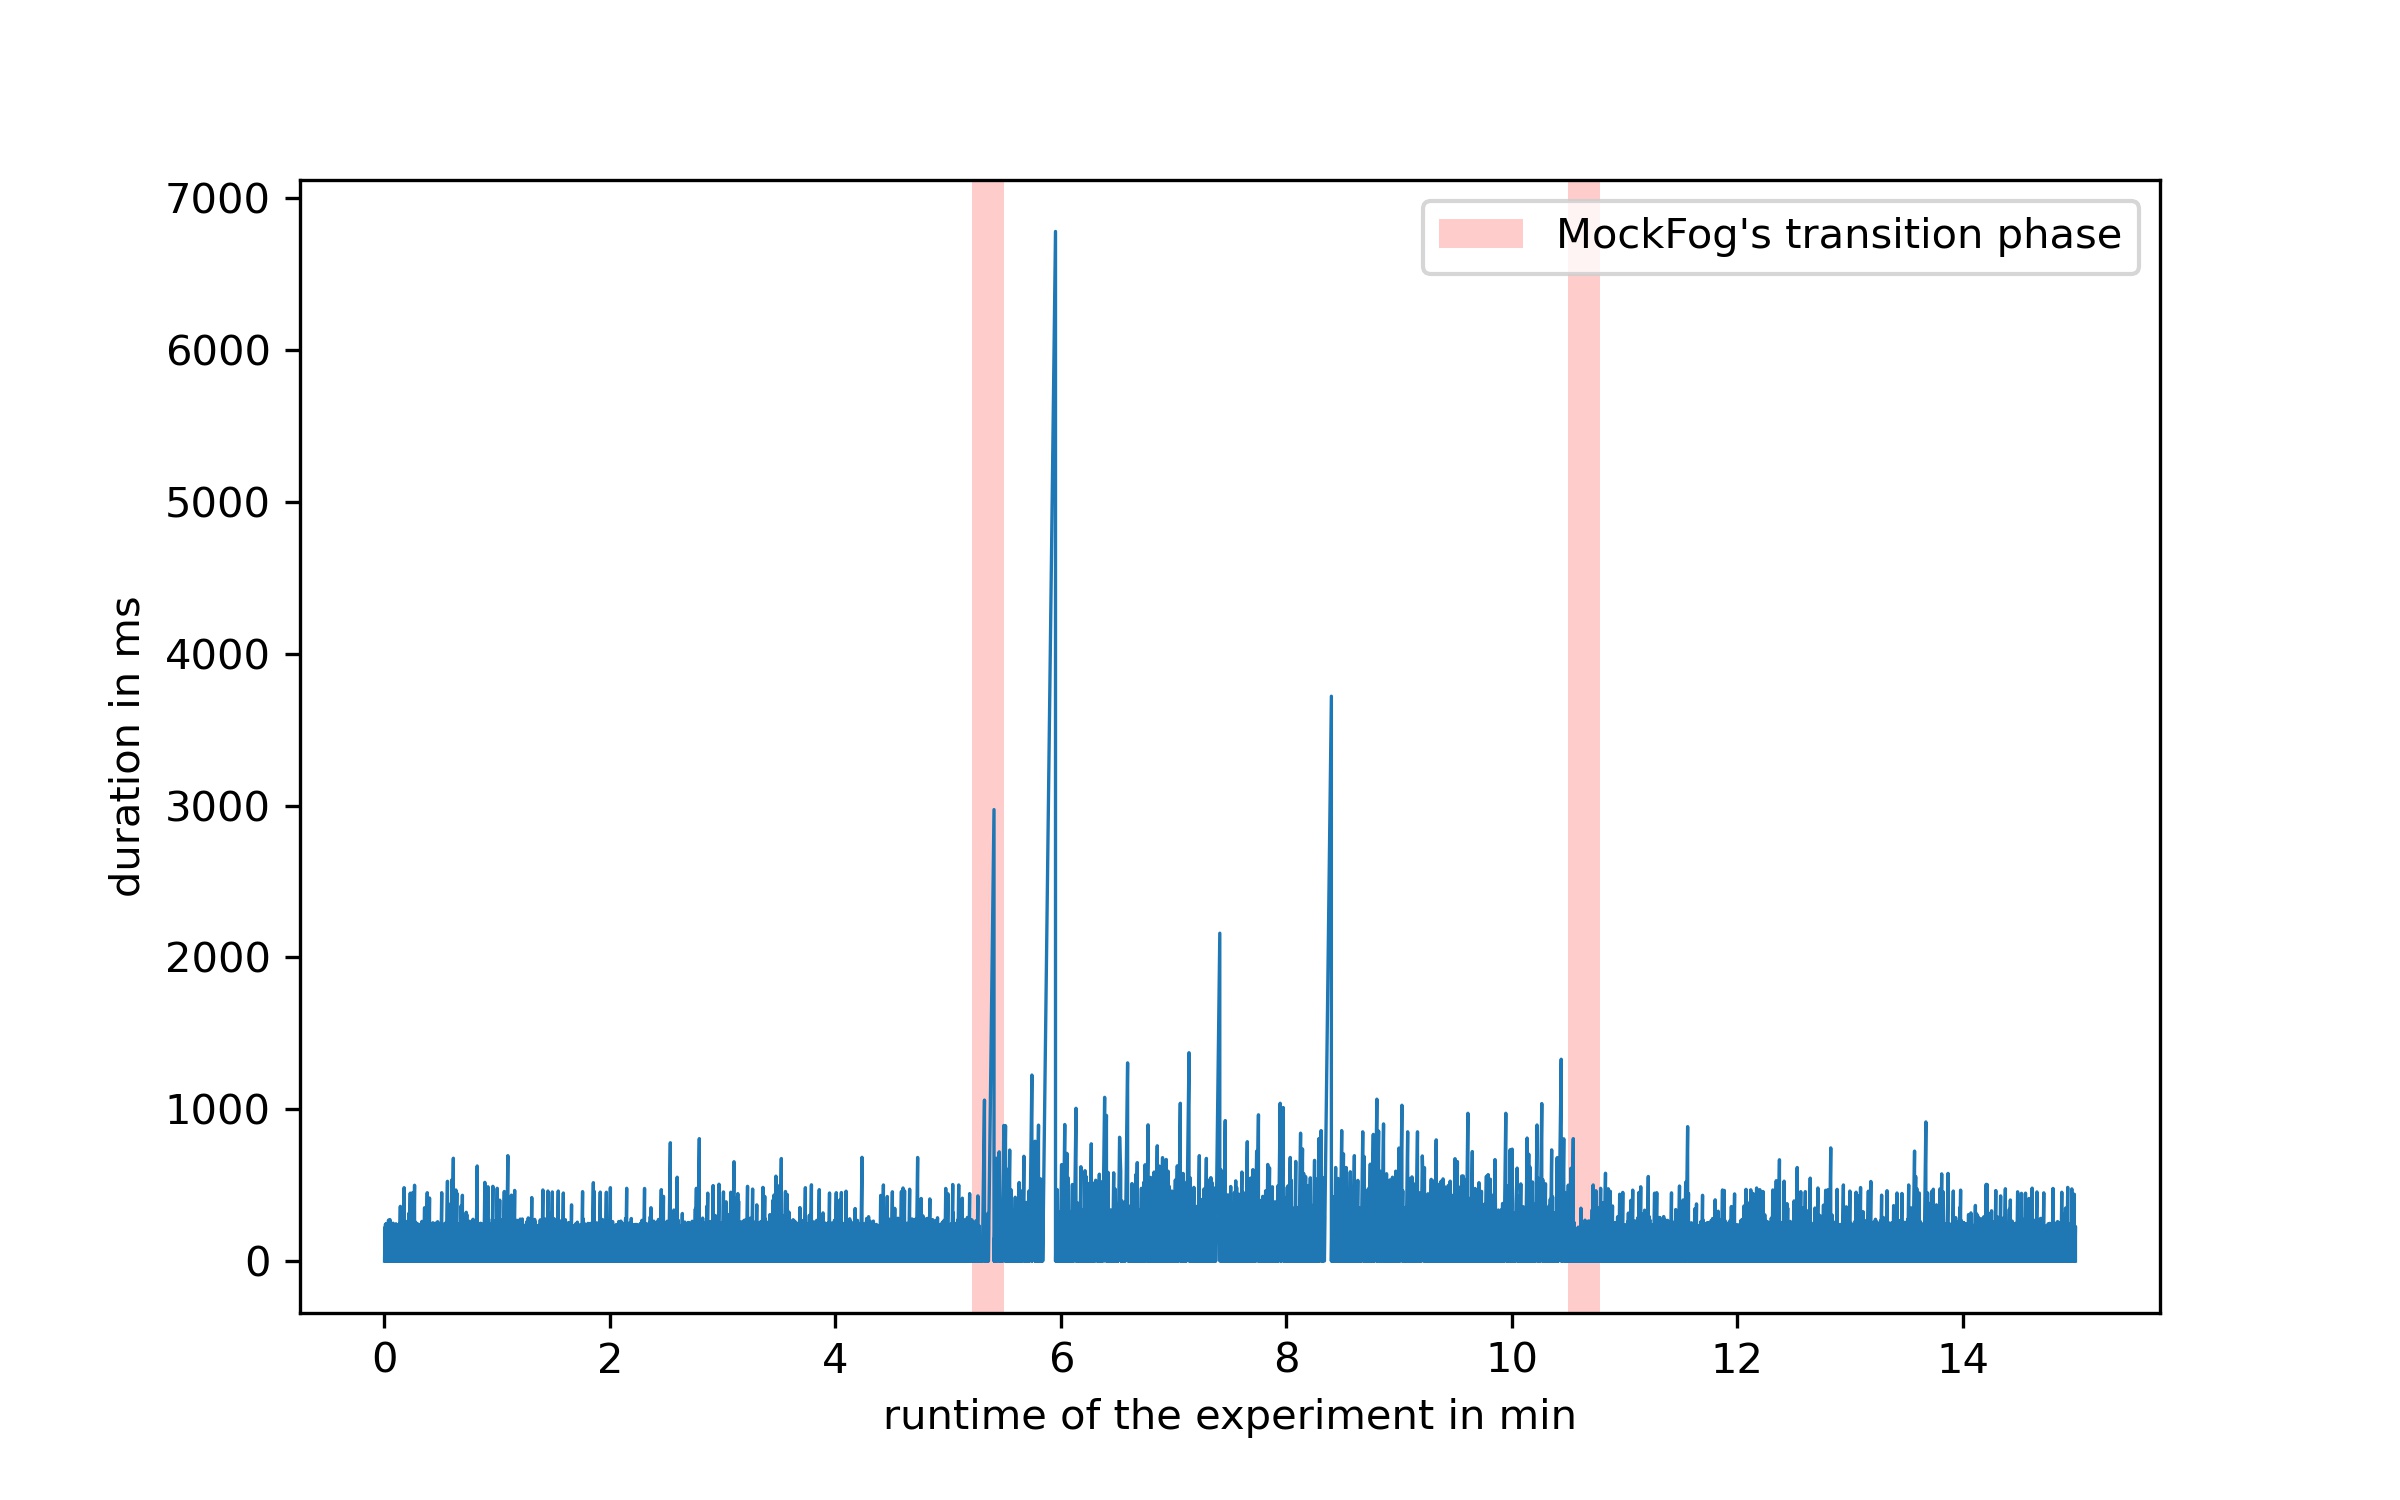 MockFog's transition phase
7000
6000
5000
4000
3000
2000
1000
0
duration in ms
0 2 4 6 8 10 12 14
runtime of the experiment in min